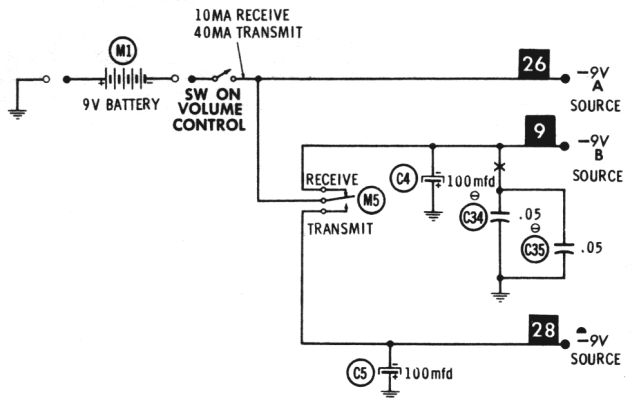 10MA RECEIVE
40MA TRANSMIT
M1
+
9V BATTERY
SW ON
VOLUME
CONTROL
26
-9V
A
SOURCE
9
-9V
B
SOURCE
RECEIVE
M5
TRANSMIT
C4
-
+
100mfd
C34
.05
C35
.05
28
-9V
SOURCE
C5
-
+
100mfd